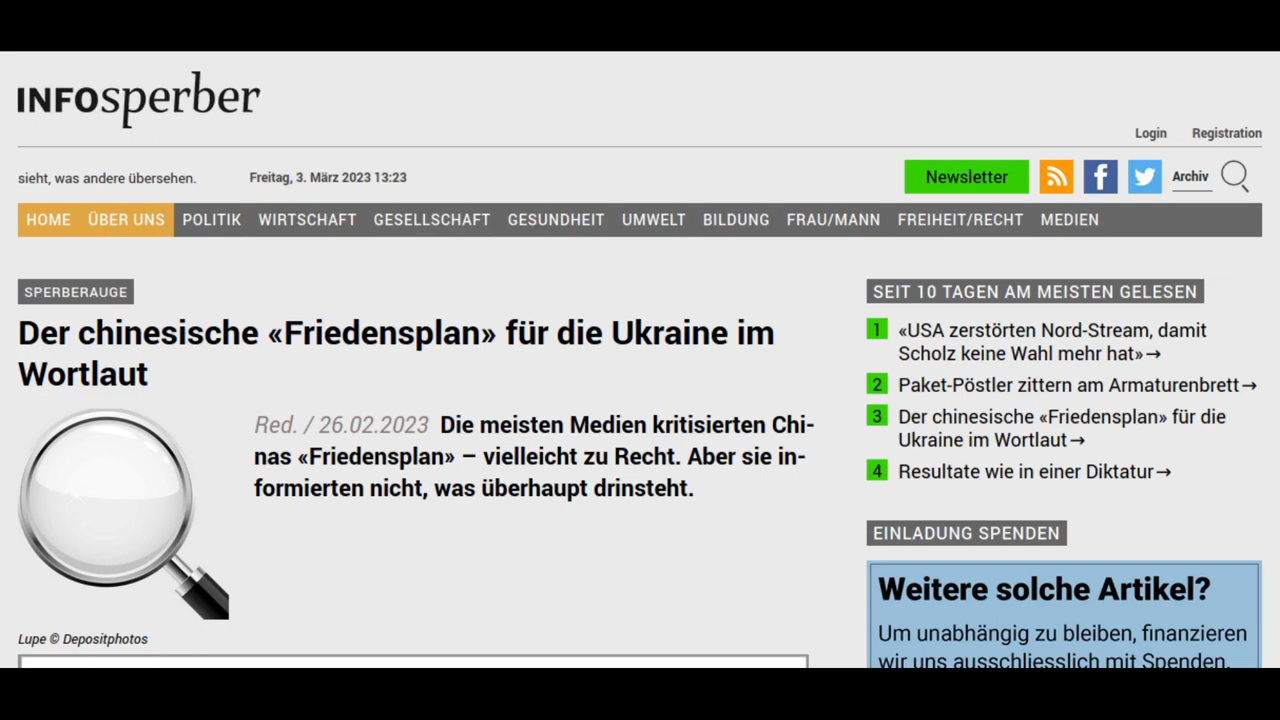 INFOsperber
Login Registration
sieht, was andere übersehen. Freitag, 3. März 2023 13:23 Newsletter Archiv
HOME ÜBER UNS POLITIK WIRTSCHAFT GESELLSCHAFT GESUNDHEIT UMWELT BILDUNG FRAU/MANN FREIHEIT/RECHT MEDIEN
SPERBERAUGE
Der chinesische «Friedensplan» für die Ukraine im
Wortlaut
Red. / 26.02.2023 Die meisten Medien kritisierten Chi-
nas «Friedensplan» – vielleicht zu Recht. Aber sie in-
formierten nicht, was überhaupt drinsteht.
Lupe © Depositphotos
SEIT 10 TAGEN AM MEISTEN GELESEN
1 «USA zerstörten Nord-Stream, damit
Scholz keine Wahl mehr hat»→
2 Paket-Pöstler zittern am Armaturenbrett→
3 Der chinesische «Friedensplan» für die
Ukraine im Wortlaut→
4 Resultate wie in einer Diktatur→
EINLADUNG SPENDEN
Weitere solche Artikel?
Um unabhängig zu bleiben, finanzieren
wir uns ausschliesslich mit Spenden.